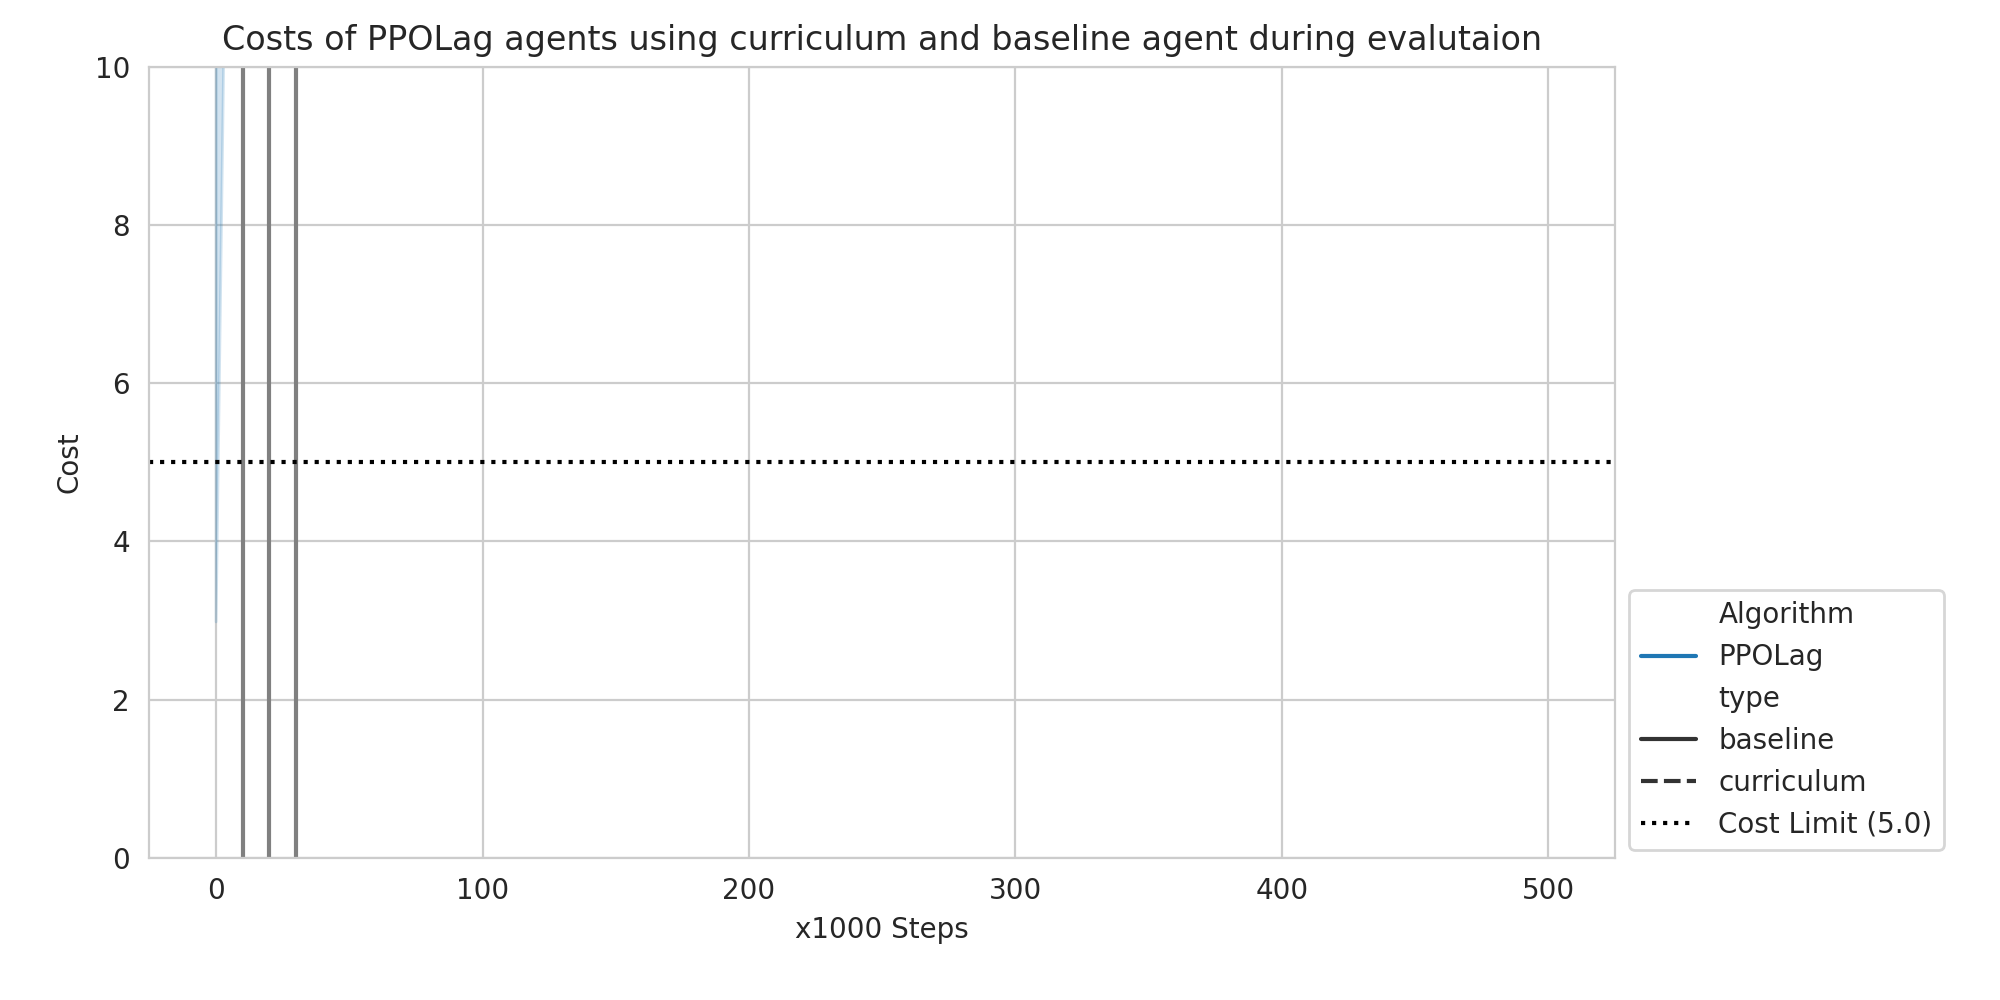 Costs of PPOLag agents using curriculum and baseline agent during evalutaion
10
8
6
4
2
0
Cost
0 100 200 300 400 500
x1000 Steps
Algorithm
PPOLag
type
baseline
curriculum
Cost Limit (5.0)